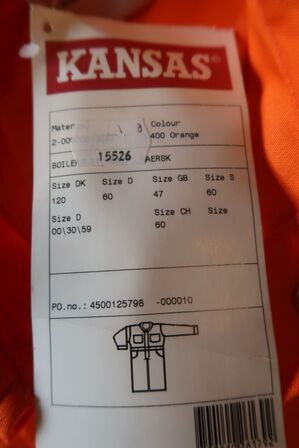 KANSAS®
Colour
400 Orange
15526 AERSK
Size DK Size D Size GB Size S
120 60 47 60
Size D Size CH Size
00\30\59 60
PO.no.: 4500125798 -000010